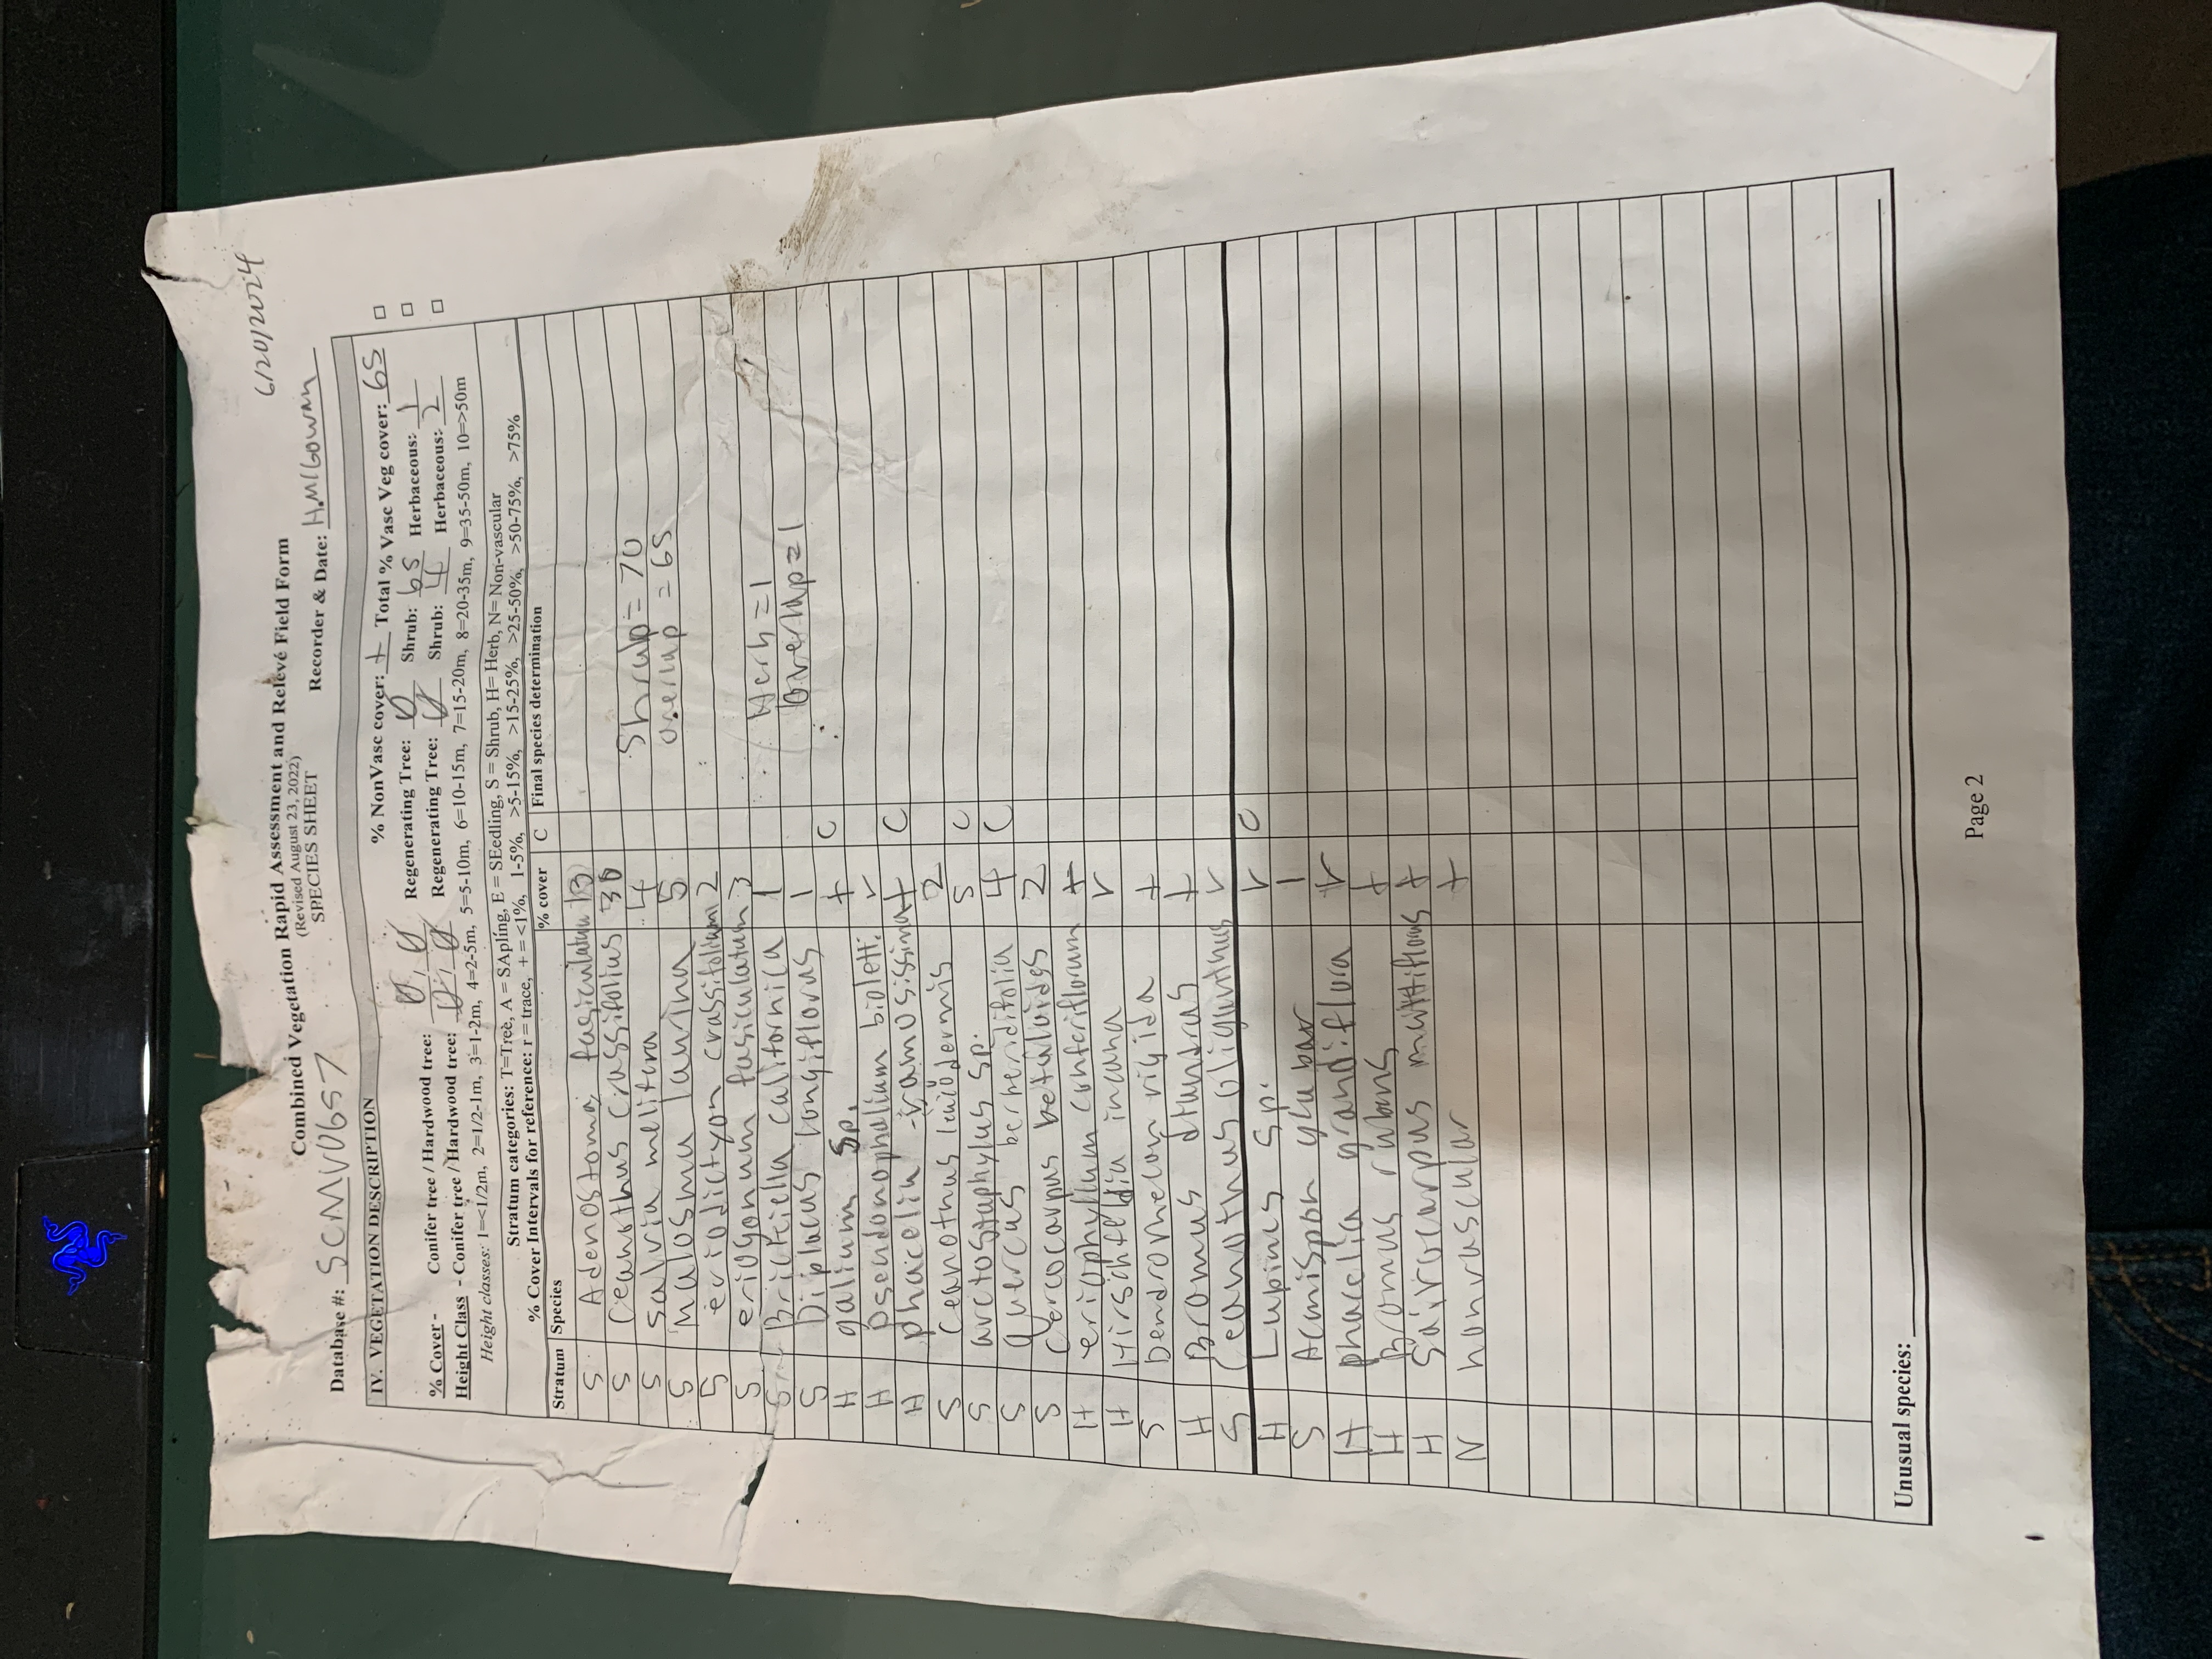 6/20/2024
Combined Vegetation Rapid Assessment and Relevé Field Form
(Revised August 23, 2022)
SPECIES SHEET
Database #: SCMV0657
Recorder & Date: H.McGowan
IV. VEGETATION DESCRIPTION
% NonVasc cover: + Total % Vasc Veg cover: 65
% Cover - Conifer tree / Hardwood tree: 0 / 0 Regenerating Tree: 0 Shrub: 65 Herbaceous: 1
Height Class - Conifer tree / Hardwood tree: 0 / 0 Regenerating Tree: 0 Shrub: 4 Herbaceous: 2
Height classes: 1=<1/2m, 2=1/2-1m, 3=1-2m, 4=2-5m, 5=5-10m, 6=10-15m, 7=15-20m, 8=20-35m, 9=35-50m, 10=>50m
Stratum categories: T=Tree, A = SApling, E = SEedling, S = Shrub, H= Herb, N= Non-vascular
% Cover Intervals for reference: r = trace, + = <1%, 1-5%, >5-15%, >15-25%, >25-50%, >50-75%, >75%
Stratum Species % cover C Final species determination
S Adenostoma fasiculatum 13
S Ceanothus Crassifolius 30
S salvia melifera 4 Shrub = 70
S Malosma laurina 5 overlap = 65
S eriodictyon crassifolium 2
S eriogonum fasiculatum 3
S Brickellia californica 1 Herb = 1
S Diplacus longiflorus 1 overlap = 1
H galium sp. + C
H pseudonophalium bioletti r
H phacelia ramosissima + C
S Ceanothus leucodermis 2
S arctostaphylus sp. 5 C
S Quercus berberidifolia 4 C
S Cercocarpus betuloides 2
H eriophyllum confertiflorum +
H Hirschfeldia incana r
S Dendromecon rigida +
H Bromus diandrus +
S Ceanothus oliganthus r
H Lupinus sp. r C
S Acmispon glabar 1
H phacelia grandiflora r
H Bromus rubens +
H Sairocarpus multiflous +
N nonvascular +
Unusual species:
Page 2